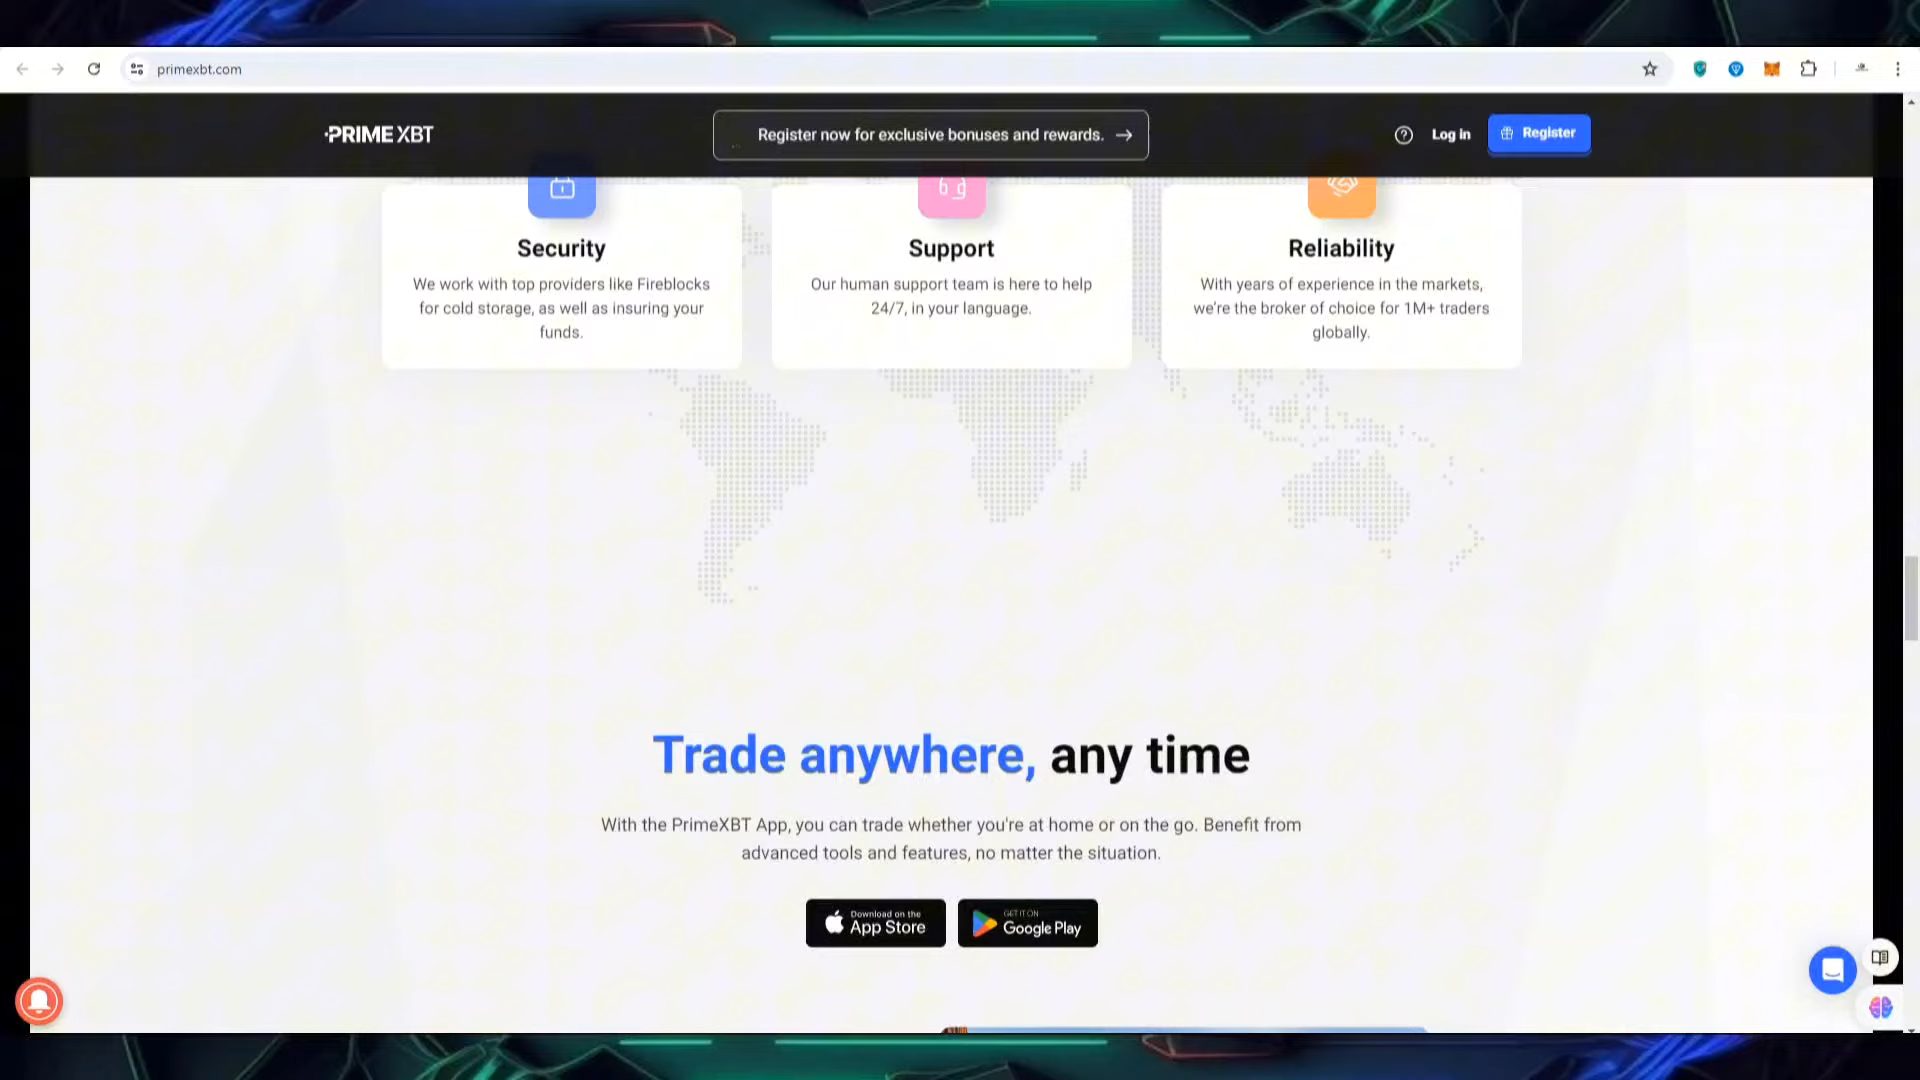 primexbt.com
PRIME XBT
Register now for exclusive bonuses and rewards. →
Log in
Register
Security
We work with top providers like Fireblocks
for cold storage, as well as insuring your
funds.
Support
Our human support team is here to help
24/7, in your language.
Reliability
With years of experience in the markets,
we're the broker of choice for 1M+ traders
globally.
Trade anywhere, any time
With the PrimeXBT App, you can trade whether you're at home or on the go. Benefit from
advanced tools and features, no matter the situation.
Download on the
App Store
GET IT ON
Google Play